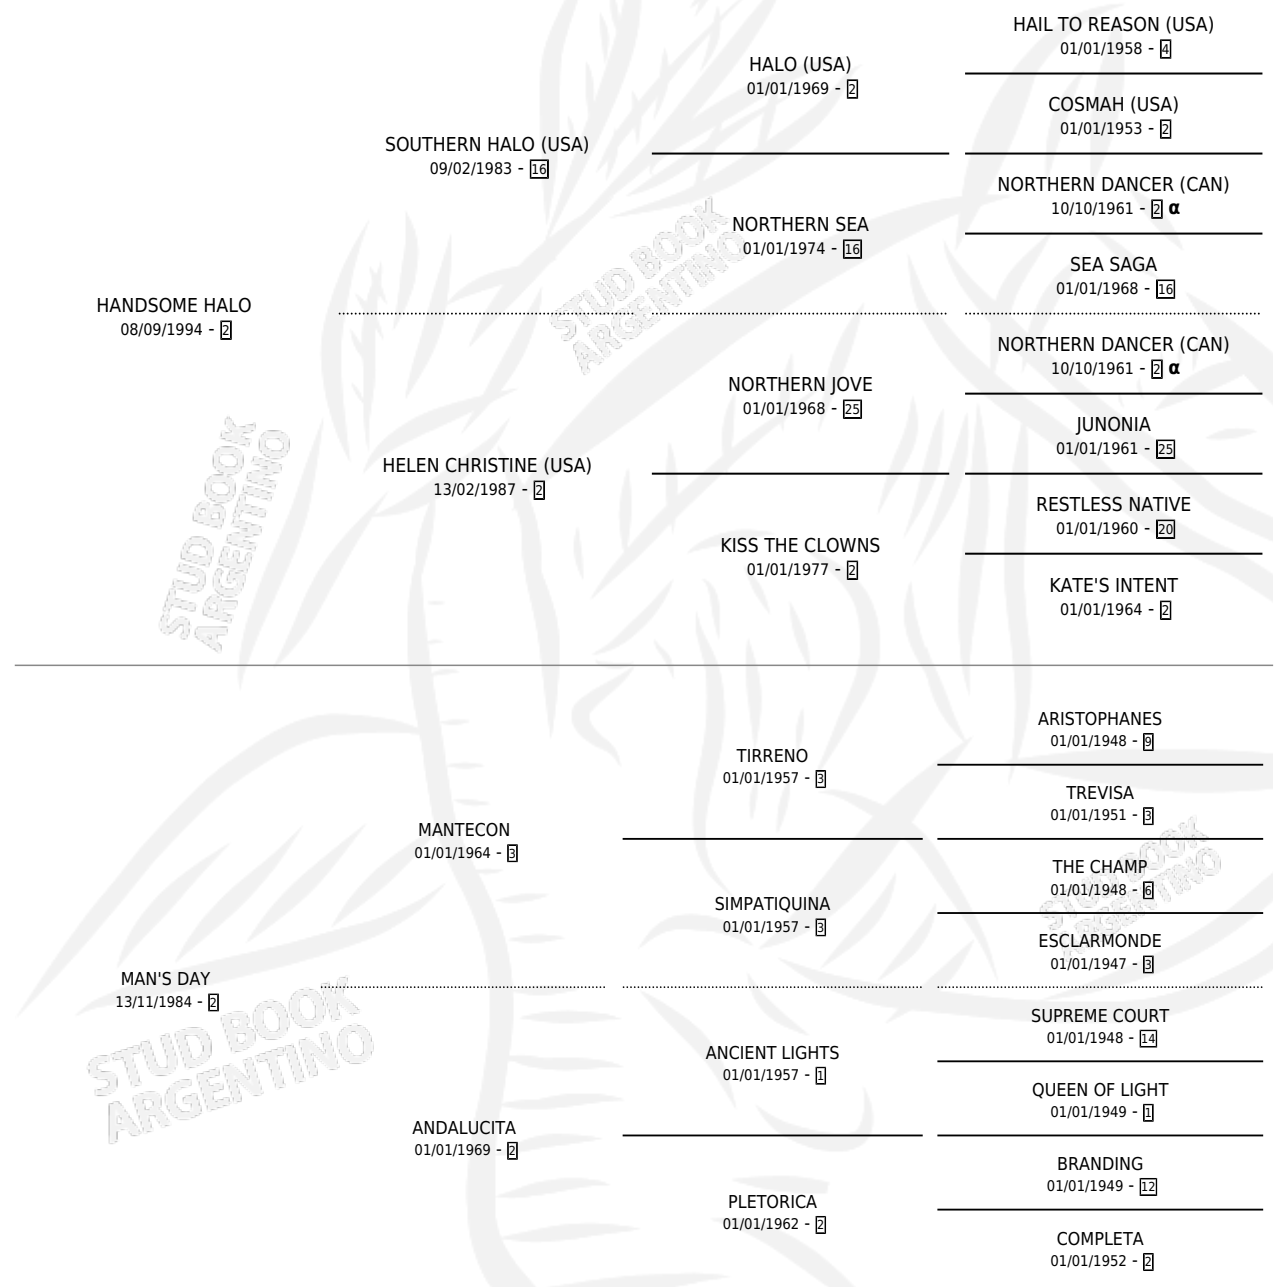 HAIL TO REASON (USA)
01/01/1958 - 4
HALO (USA)
01/01/1969 - 2
COSMAH (USA)
01/01/1953 - 2
SOUTHERN HALO (USA)
09/02/1983 - 16
NORTHERN DANCER (CAN)
10/10/1961 - 2 α
NORTHERN SEA
01/01/1974 - 16
SEA SAGA
01/01/1968 - 16
HANDSOME HALO
08/09/1994 - 2
NORTHERN DANCER (CAN)
10/10/1961 - 2 α
NORTHERN JOVE
01/01/1968 - 25
JUNONIA
01/01/1961 - 25
HELEN CHRISTINE (USA)
13/02/1987 - 2
RESTLESS NATIVE
01/01/1960 - 20
KISS THE CLOWNS
01/01/1977 - 2
KATE'S INTENT
01/01/1964 - 2
STUD BOOK
ARGENTINO
STUD BOOK
ARGENTINO
ARISTOPHANES
01/01/1948 - 9
TIRRENO
01/01/1957 - 3
TREVISA
01/01/1951 - 3
MANTECON
01/01/1964 - 3
THE CHAMP
01/01/1948 - 6
SIMPATIQUINA
01/01/1957 - 3
ESCLARMONDE
01/01/1947 - 3
MAN'S DAY
13/11/1984 - 2
SUPREME COURT
01/01/1948 - 14
ANCIENT LIGHTS
01/01/1957 - 1
QUEEN OF LIGHT
01/01/1949 - 1
ANDALUCITA
01/01/1969 - 2
BRANDING
01/01/1949 - 12
PLETORICA
01/01/1962 - 2
COMPLETA
01/01/1952 - 2
STUD BOOK
ARGENTINO
STUD BOOK
ARGENTINO